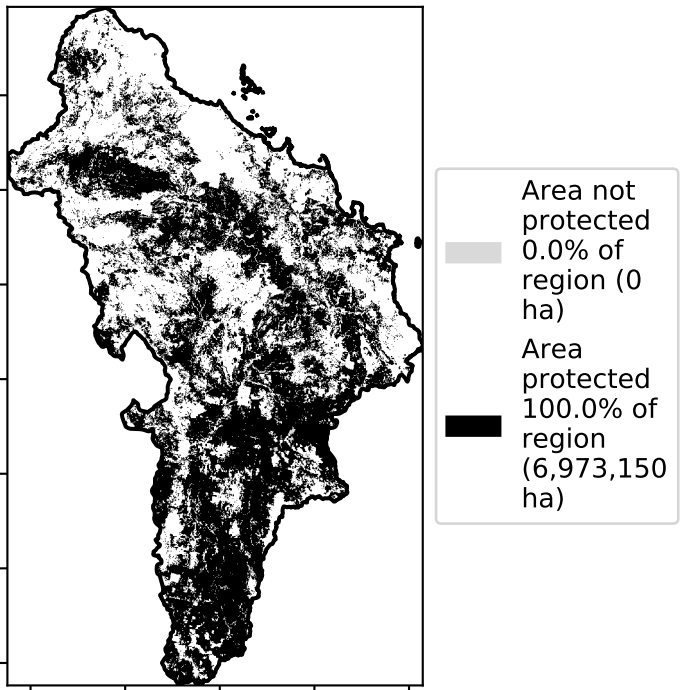 Area not
protected
0.0% of
region (0
ha)
Area
protected
100.0% of
region
(6,973,150
ha)